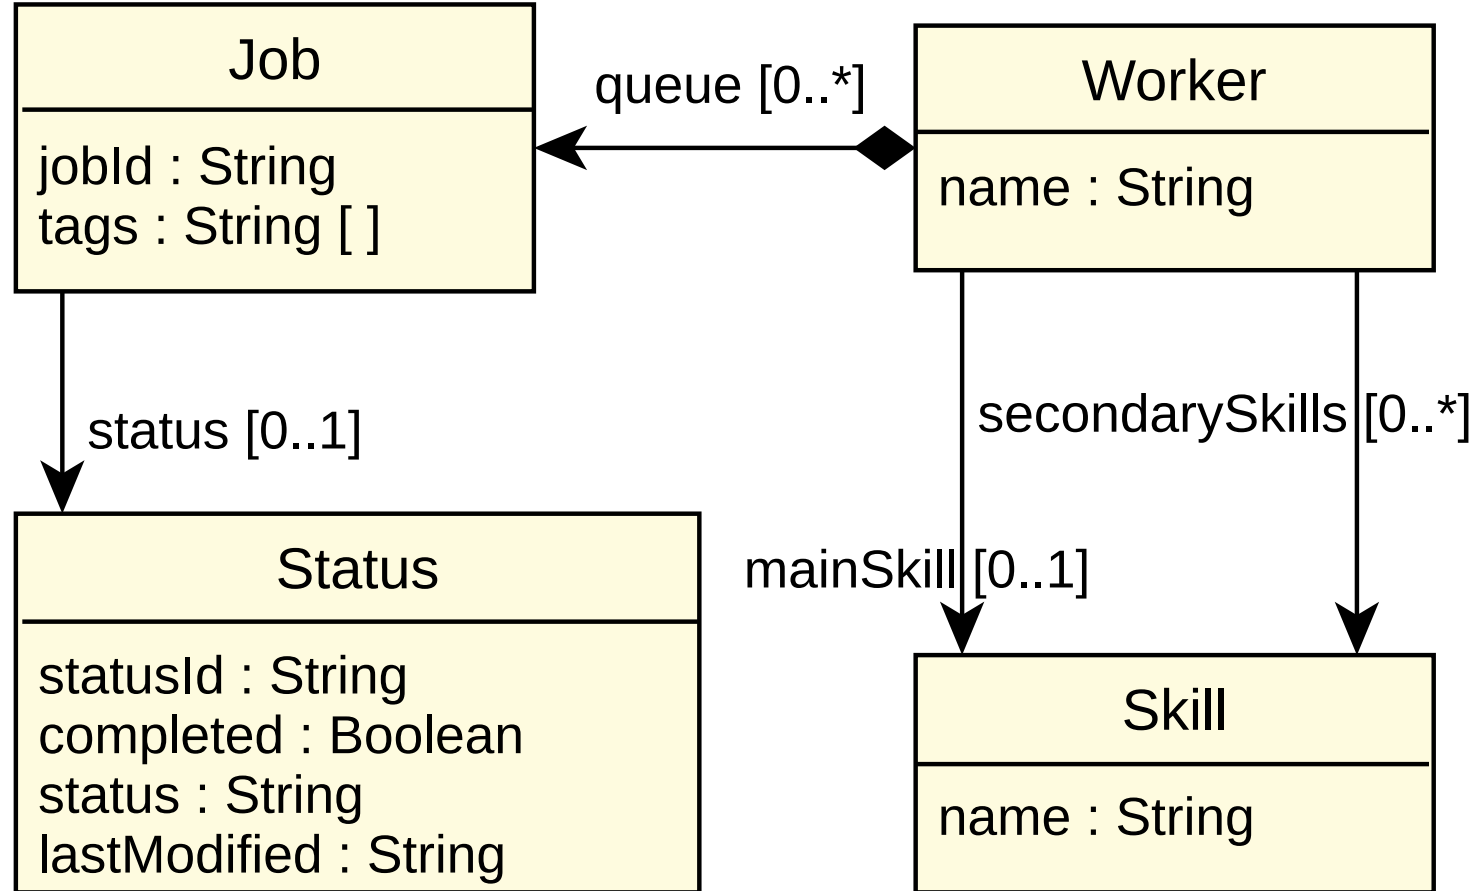 Job
jobId : String
tags : String [ ]
queue [0..*]
Worker
name : String
status [0..1]
secondarySkills [0..*]
mainSkill [0..1]
Status
statusId : String
completed : Boolean
status : String
lastModified : String
Skill
name : String